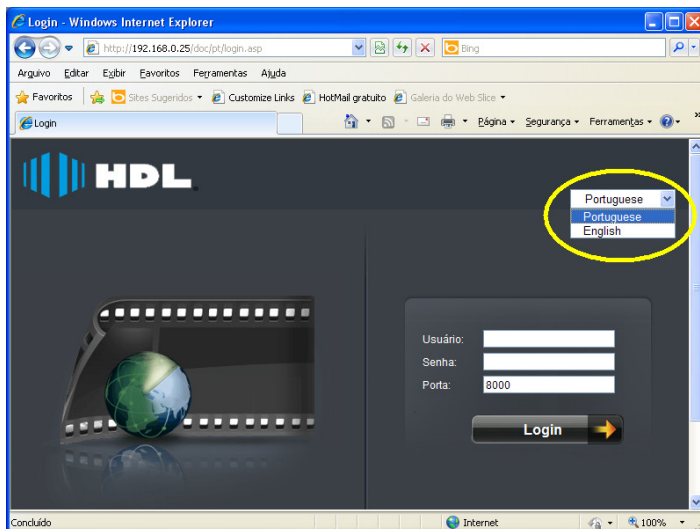 Login - Windows Internet Explorer
http://192.168.0.25/doc/pt/login.asp
Bing
Arquivo Editar Exibir Favoritos Ferramentas Ajuda
Favoritos Sites Sugeridos Customize Links HotMail gratuito Galeria do Web Slice
Login
Página Segurança Ferramentas
HDL
Portuguese
Portuguese
English
Usuário:
Senha:
Porta: 8000
Login
Concluído Internet 100%